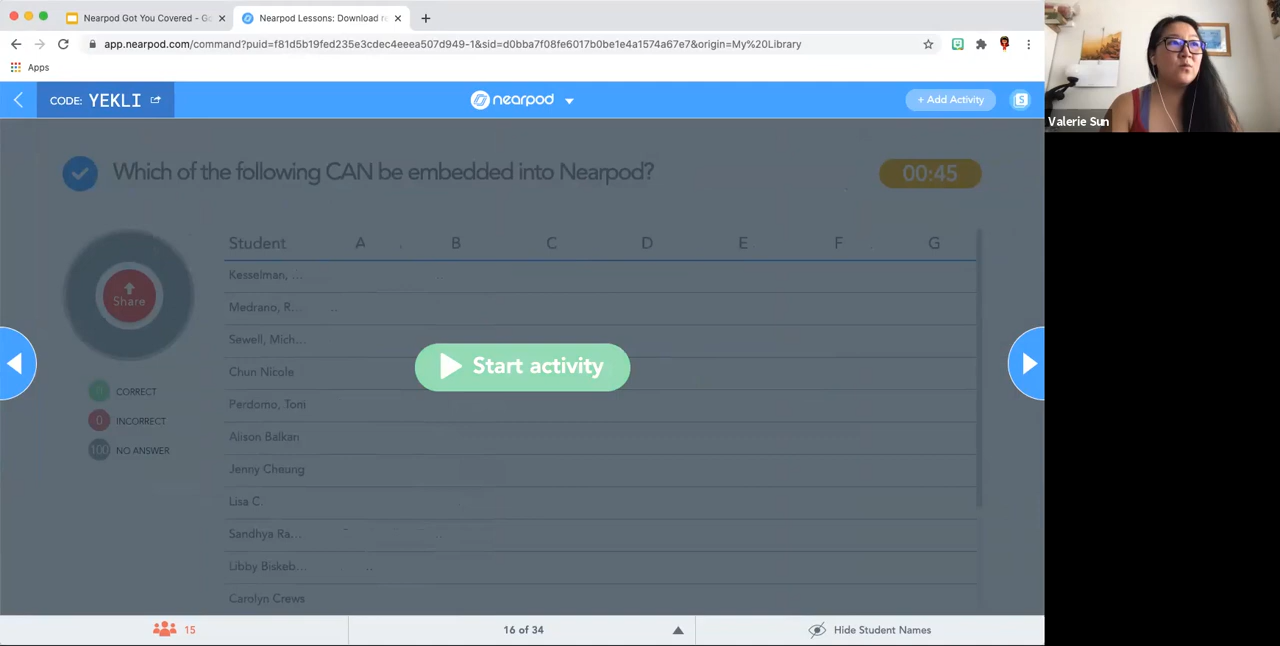 Nearpod Got You Covered - G
Nearpod Lessons: Download r
app.nearpod.com/command?puid=f81d5b19fed235e3cdec4eeea507d949-1&sid=d0bba7f08fe6017b0be1e4a1574a67e7&origin=My%20Library
Apps
CODE: YEKLI
nearpod
+ Add Activity
S
Valerie Sun
Which of the following CAN be embedded into Nearpod?
00:45
Student A B C D E F G
Kesselman, ...
Medrano, R...
Sewell, Mich...
Chun Nicole
Perdomo, Toni
Alison Balkan
Jenny Cheung
Lisa C
Sandhya Ra...
Libby Biskeb...
Carolyn Crews
Share
0 CORRECT
0 INCORRECT
100 NO ANSWER
Start activity
15
16 of 34
Hide Student Names